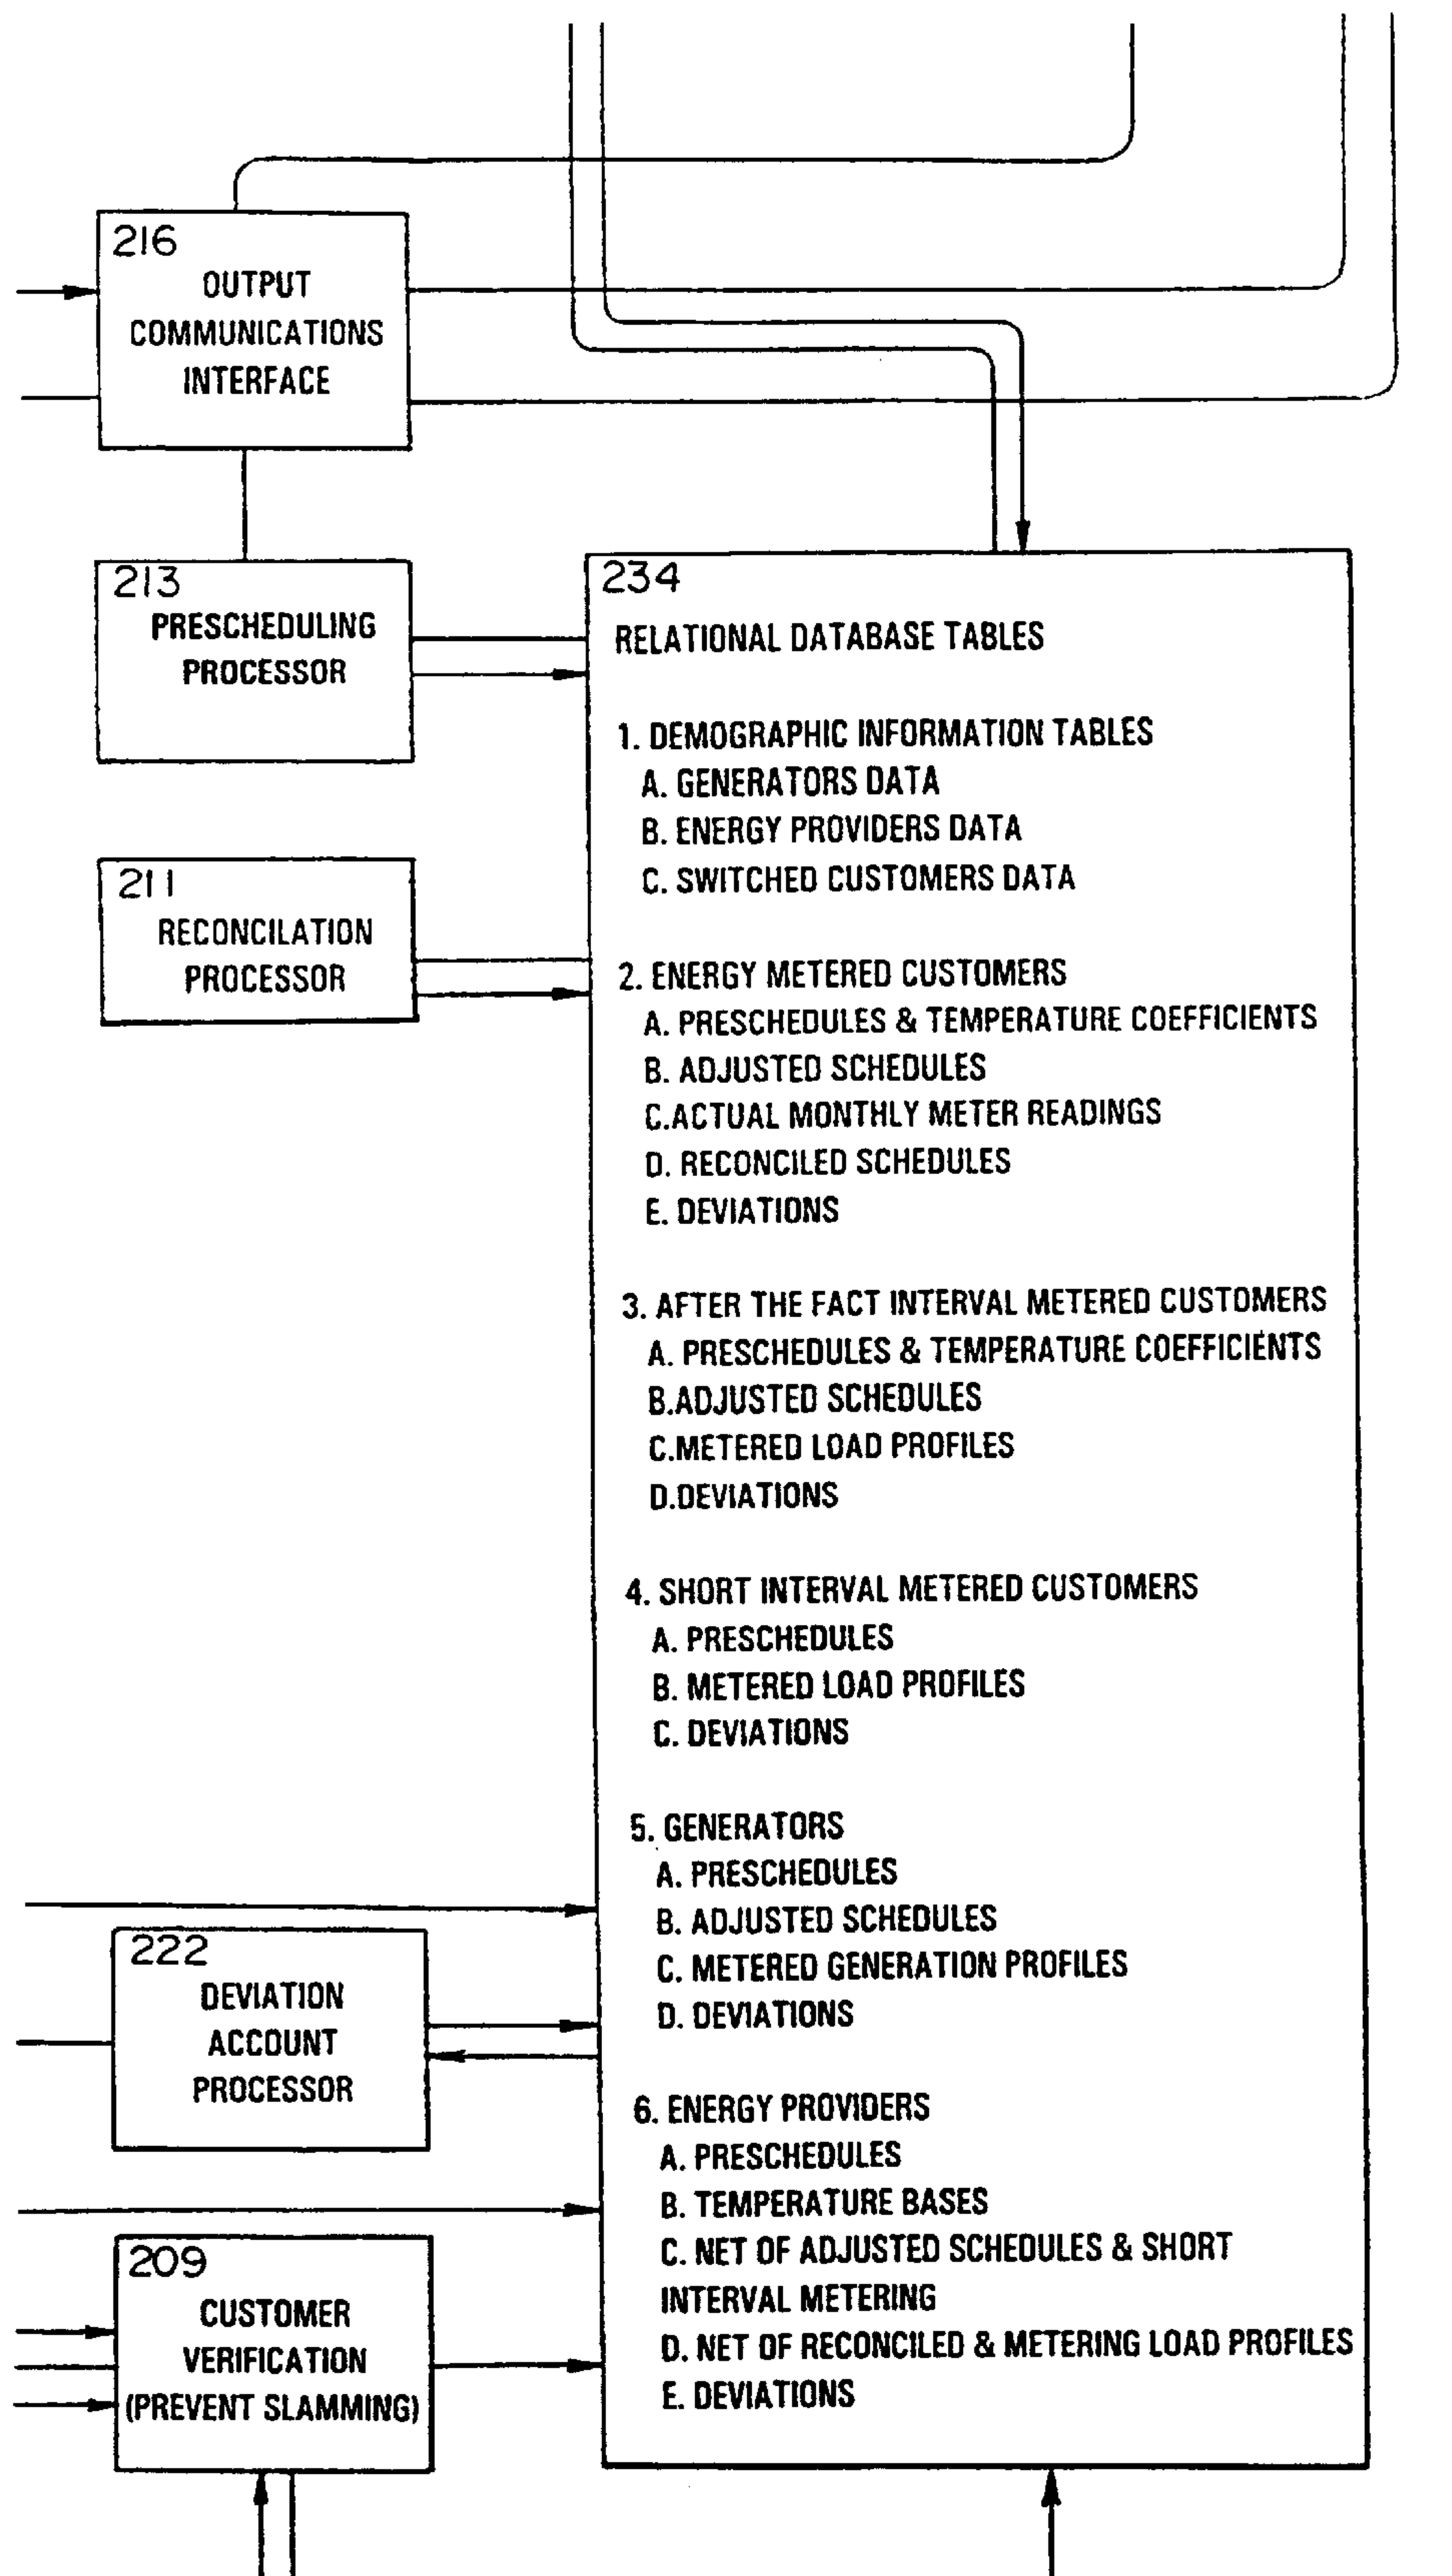 216
OUTPUT
COMMUNICATIONS
INTERFACE
213
PRESCHEDULING
PROCESSOR
211
RECONCILATION
PROCESSOR
234
RELATIONAL DATABASE TABLES
1. DEMOGRAPHIC INFORMATION TABLES
A. GENERATORS DATA
B. ENERGY PROVIDERS DATA
C. SWITCHED CUSTOMERS DATA
2. ENERGY METERED CUSTOMERS
A. PRESCHEDULES & TEMPERATURE COEFFICIENTS
B. ADJUSTED SCHEDULES
C.ACTUAL MONTHLY METER READINGS
D. RECONCILED SCHEDULES
E. DEVIATIONS
3. AFTER THE FACT INTERVAL METERED CUSTOMERS
A. PRESCHEDULES & TEMPERATURE COEFFICIENTS
B.ADJUSTED SCHEDULES
C.METERED LOAD PROFILES
D.DEVIATIONS
4. SHORT INTERVAL METERED CUSTOMERS
A. PRESCHEDULES
B. METERED LOAD PROFILES
C. DEVIATIONS
5. GENERATORS
A. PRESCHEDULES
B. ADJUSTED SCHEDULES
C. METERED GENERATION PROFILES
D. DEVIATIONS
6. ENERGY PROVIDERS
A. PRESCHEDULES
B. TEMPERATURE BASES
C. NET OF ADJUSTED SCHEDULES & SHORT
INTERVAL METERING
D. NET OF RECONCILED & METERING LOAD PROFILES
E. DEVIATIONS
222
DEVIATION
ACCOUNT
PROCESSOR
209
CUSTOMER
VERIFICATION
(PREVENT SLAMMING)